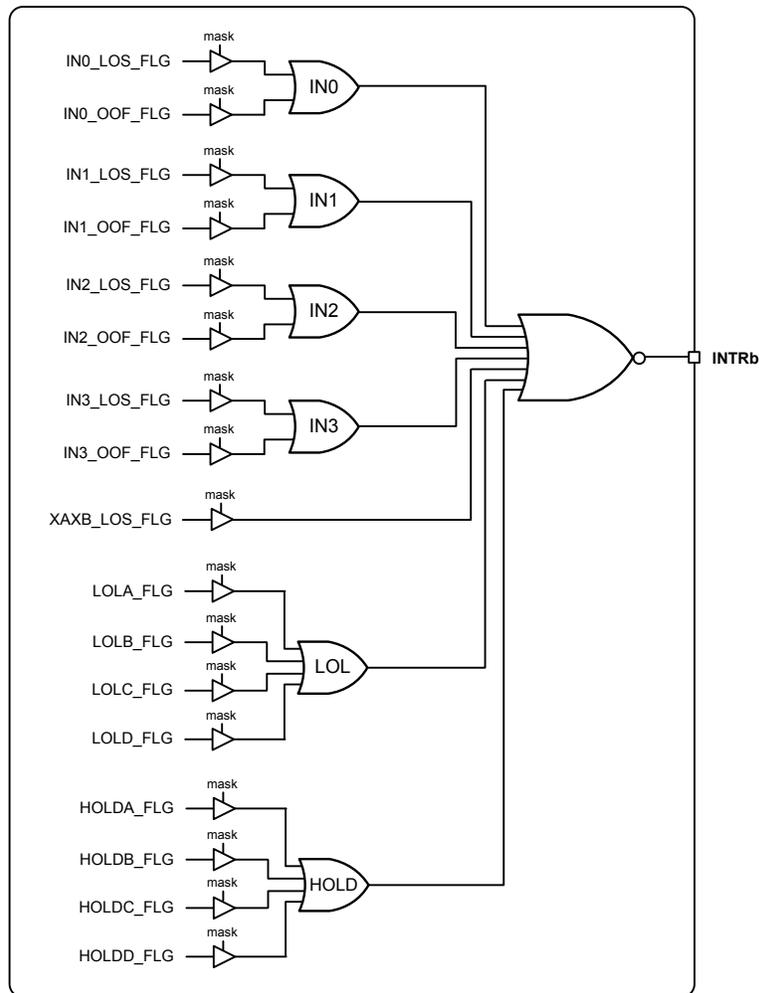 mask
IN0_LOS_FLG
IN0
mask
IN0_OOF_FLG
mask
IN1_LOS_FLG
IN1
mask
IN1_OOF_FLG
mask
IN2_LOS_FLG
IN2
mask
IN2_OOF_FLG
INTRb
mask
IN3_LOS_FLG
IN3
mask
IN3_OOF_FLG
mask
XAXB_LOS_FLG
mask
LOLA_FLG
mask
LOLB_FLG
LOL
mask
LOLC_FLG
mask
LOLD_FLG
mask
HOLDA_FLG
mask
HOLDB_FLG
HOLD
mask
HOLDC_FLG
mask
HOLDD_FLG